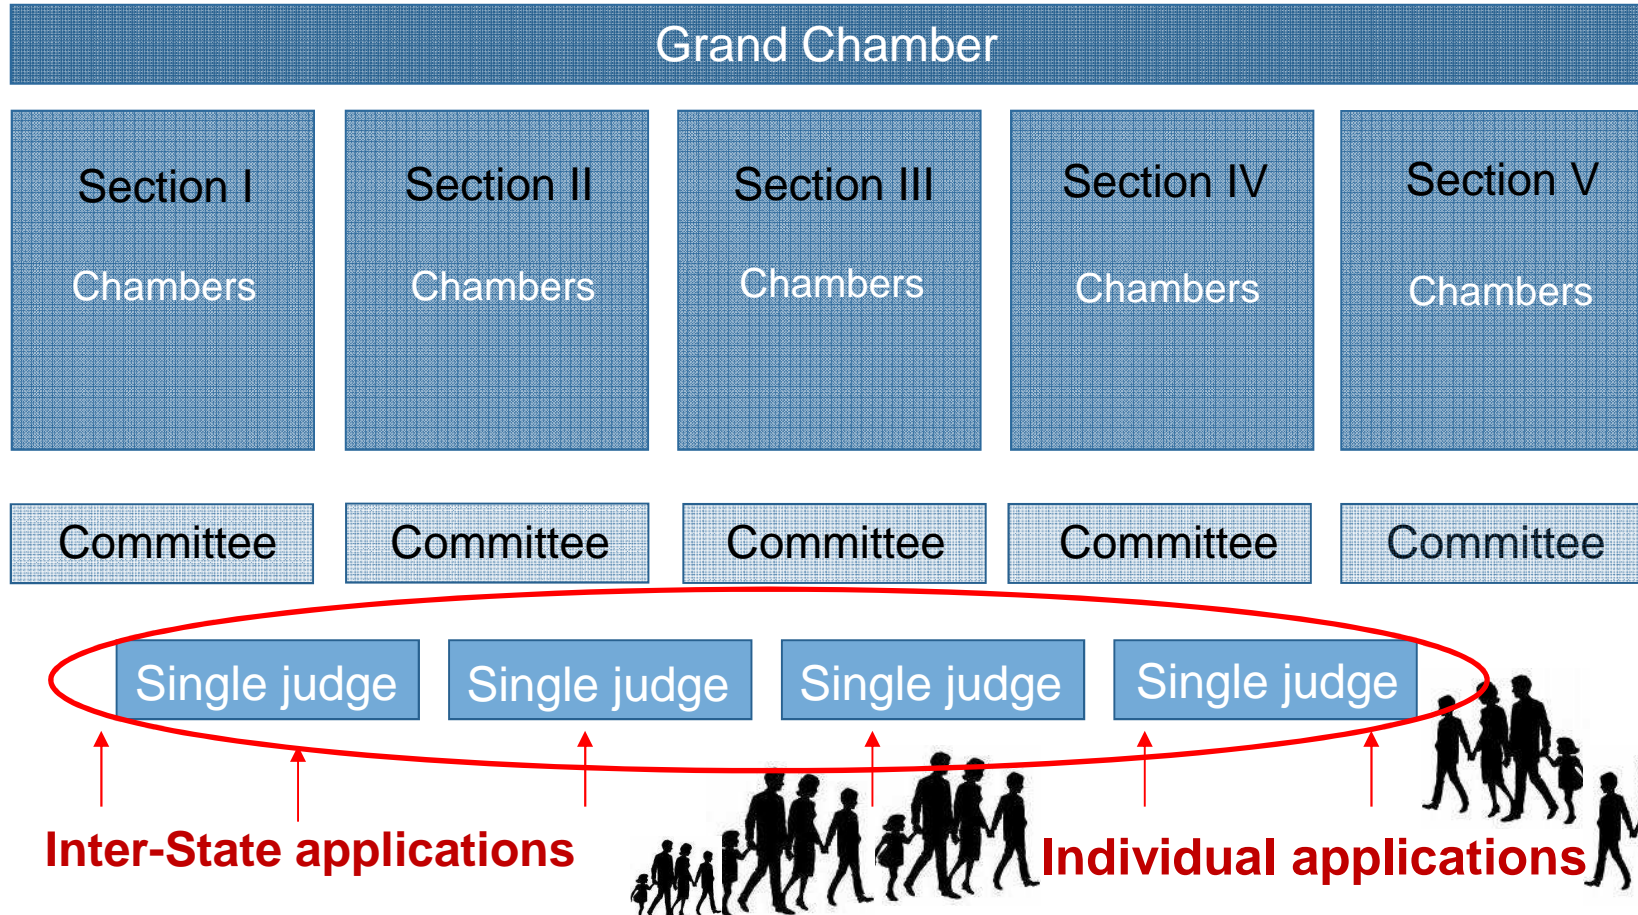 Grand Chamber
Section I
Section II
Section III
Section IV
Section V
Chambers
Chambers
Chambers
Chambers
Chambers
Committee
Committee
Committee
Committee
Committee
Single judge
Single judge
Single judge
Single judge
Inter-State applications
Individual applications